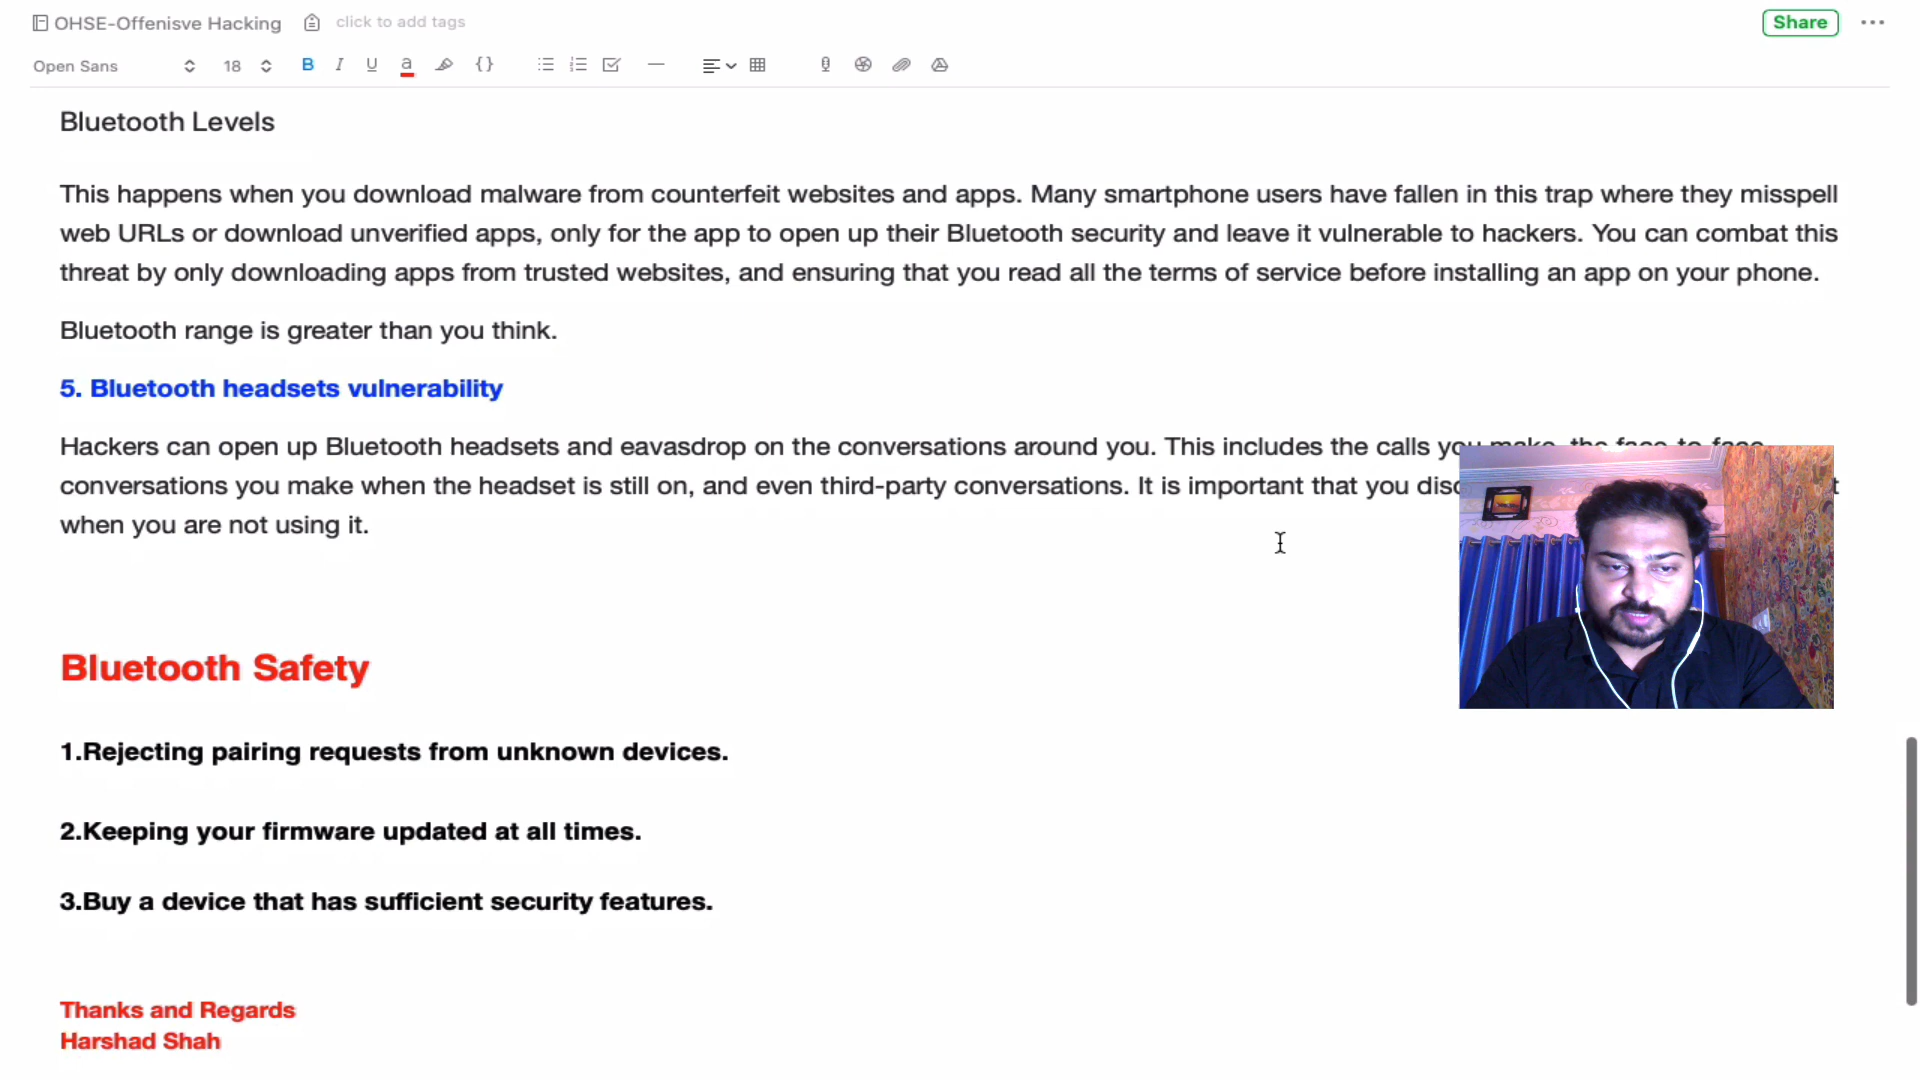 OHSE-Offenisve Hacking click to add tags Share
Open Sans 18 B I U a {}
Bluetooth Levels
This happens when you download malware from counterfeit websites and apps. Many smartphone users have fallen in this trap where they misspell
web URLs or download unverified apps, only for the app to open up their Bluetooth security and leave it vulnerable to hackers. You can combat this
threat by only downloading apps from trusted websites, and ensuring that you read all the terms of service before installing an app on your phone.
Bluetooth range is greater than you think.
5. Bluetooth headsets vulnerability
Hackers can open up Bluetooth headsets and eavasdrop on the conversations around you. This includes the calls you make, the face-to-face
conversations you make when the headset is still on, and even third-party conversations. It is important that you
when you are not using it.
Bluetooth Safety
1.Rejecting pairing requests from unknown devices.
2.Keeping your firmware updated at all times.
3.Buy a device that has sufficient security features.
Thanks and Regards
Harshad Shah